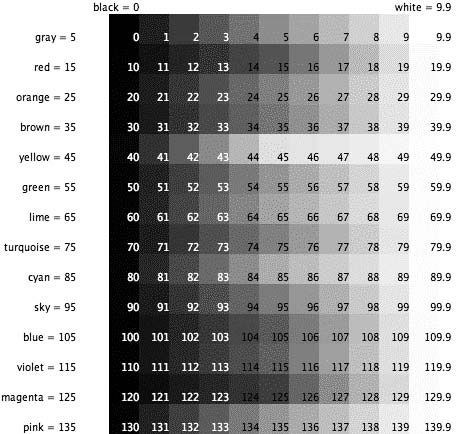 black = 0 white = 9.9
gray = 5 0 1 2 3 4 5 6 7 8 9 9.9
red = 15 10 11 12 13 14 15 16 17 18 19 19.9
orange = 25 20 21 22 23 24 25 26 27 28 29 29.9
brown = 35 30 31 32 33 34 35 36 37 38 39 39.9
yellow = 45 40 41 42 43 44 45 46 47 48 49 49.9
green = 55 50 51 52 53 54 55 56 57 58 59 59.9
lime = 65 60 61 62 63 64 65 66 67 68 69 69.9
turquoise = 75 70 71 72 73 74 75 76 77 78 79 79.9
cyan = 85 80 81 82 83 84 85 86 87 88 89 89.9
sky = 95 90 91 92 93 94 95 96 97 98 99 99.9
blue = 105 100 101 102 103 104 105 106 107 108 109 109.9
violet = 115 110 111 112 113 114 115 116 117 118 119 119.9
magenta = 125 120 121 122 123 124 125 126 127 128 129 129.9
pink = 135 130 131 132 133 134 135 136 137 138 139 139.9